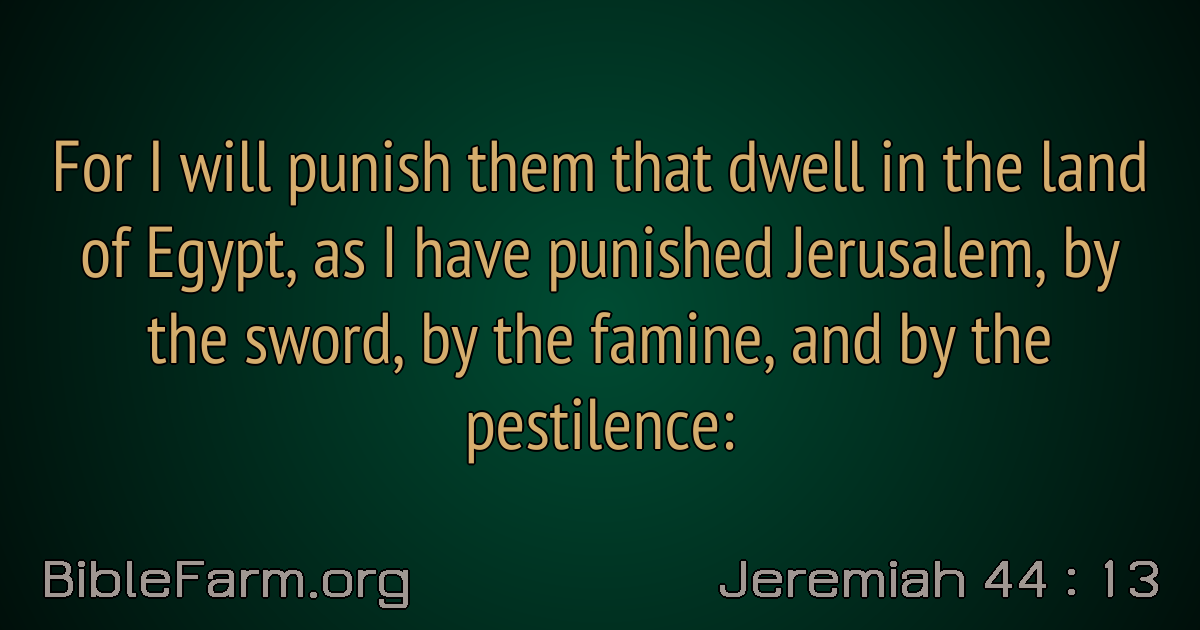 For I will punish them that dwell in the land
of Egypt, as I have punished Jerusalem, by
the sword, by the famine, and by the
pestilence:
BibleFarm.org
Jeremiah 44 : 13